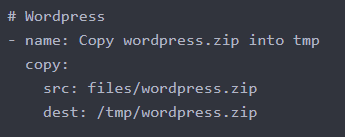 # Wordpress
- name: Copy wordpress.zip into tmp
  copy:
    src: files/wordpress.zip
    dest: /tmp/wordpress.zip